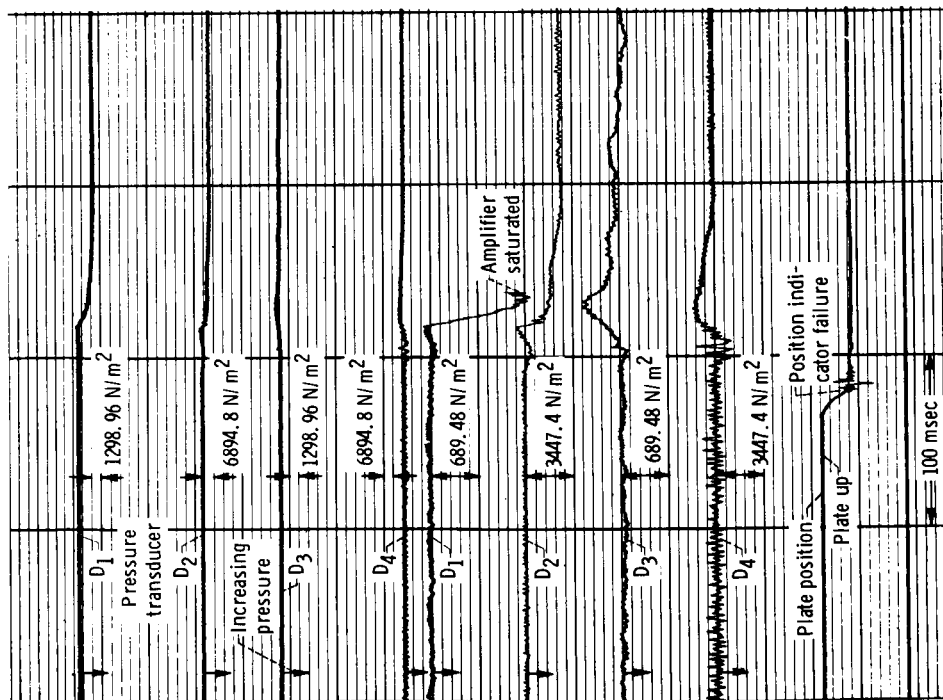 D1
Pressure
transducer
1298.96 N/m2
D2
6894.8 N/m2
Increasing
pressure
D3
1298.96 N/m2
D4
6894.8 N/m2
D1
689.48 N/m2
Amplifier
saturated
D2
3447.4 N/m2
D3
689.48 N/m2
D4
3447.4 N/m2
Plate position
Plate up
Position indi-
cator failure
100 msec